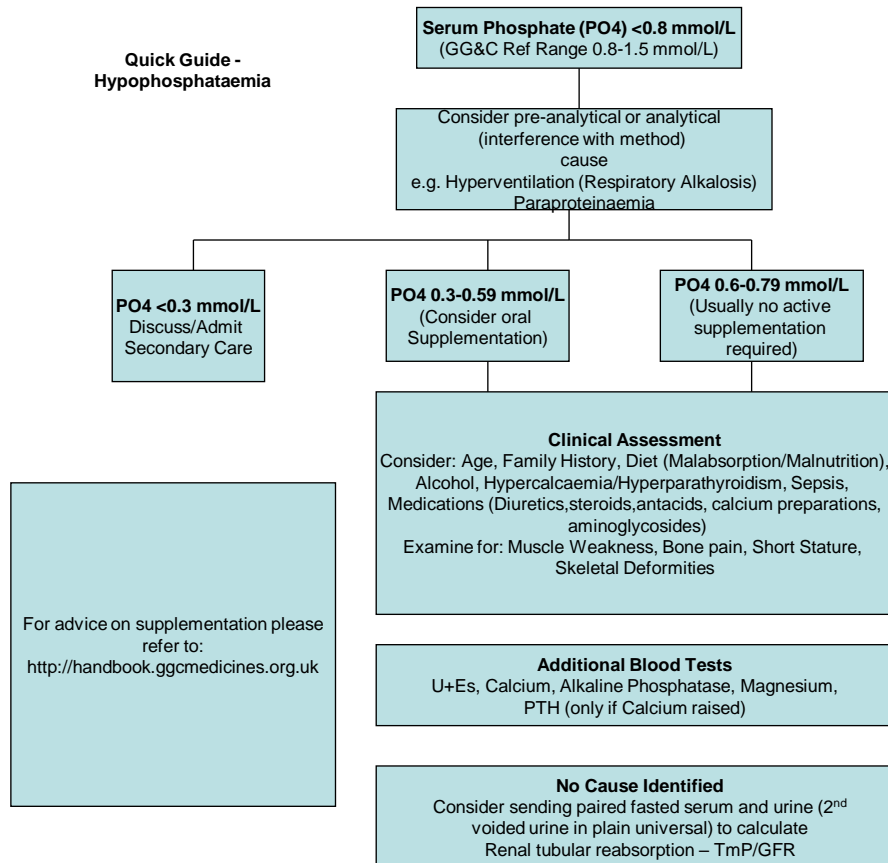 Quick Guide -
Hypophosphataemia
Serum Phosphate (PO4) <0.8 mmol/L
(GG&C Ref Range 0.8-1.5 mmol/L)
Consider pre-analytical or analytical
(interference with method)
cause
e.g. Hyperventilation (Respiratory Alkalosis)
Paraproteinaemia
PO4 <0.3 mmol/L
Discuss/Admit
Secondary Care
PO4 0.3-0.59 mmol/L
(Consider oral
Supplementation)
PO4 0.6-0.79 mmol/L
(Usually no active
supplementation
required)
Clinical Assessment
Consider: Age, Family History, Diet (Malabsorption/Malnutrition),
Alcohol, Hypercalcaemia/Hyperparathyroidism, Sepsis,
Medications (Diuretics,steroids,antacids, calcium preparations,
aminoglycosides)
Examine for: Muscle Weakness, Bone pain, Short Stature,
Skeletal Deformities
For advice on supplementation please
refer to:
http://handbook.ggcmedicines.org.uk
Additional Blood Tests
U+Es, Calcium, Alkaline Phosphatase, Magnesium,
PTH (only if Calcium raised)
No Cause Identified
Consider sending paired fasted serum and urine (2nd
voided urine in plain universal) to calculate
Renal tubular reabsorption – TmP/GFR